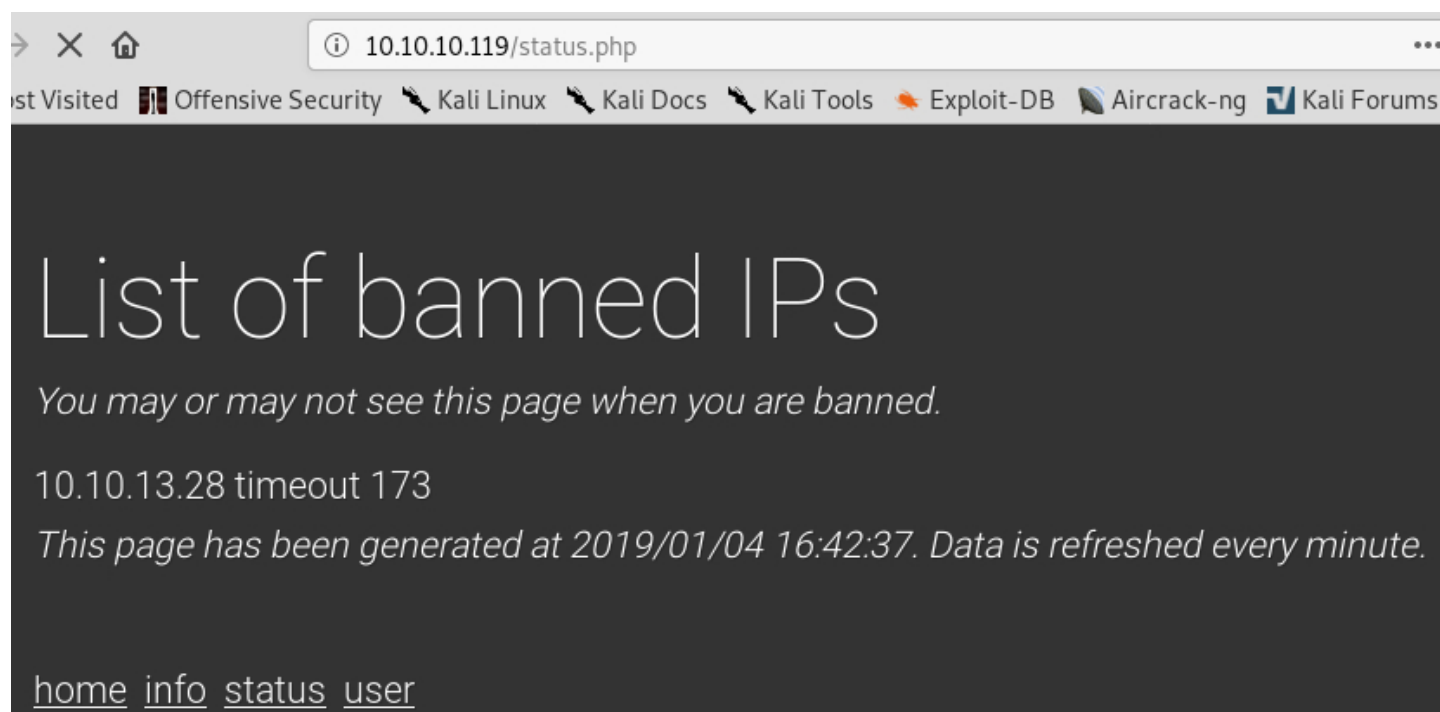 10.10.10.119/status.php
st Visited Offensive Security Kali Linux Kali Docs Kali Tools Exploit-DB Aircrack-ng Kali Forums
List of banned IPs
You may or may not see this page when you are banned.
10.10.13.28 timeout 173
This page has been generated at 2019/01/04 16:42:37. Data is refreshed every minute.
home info status user